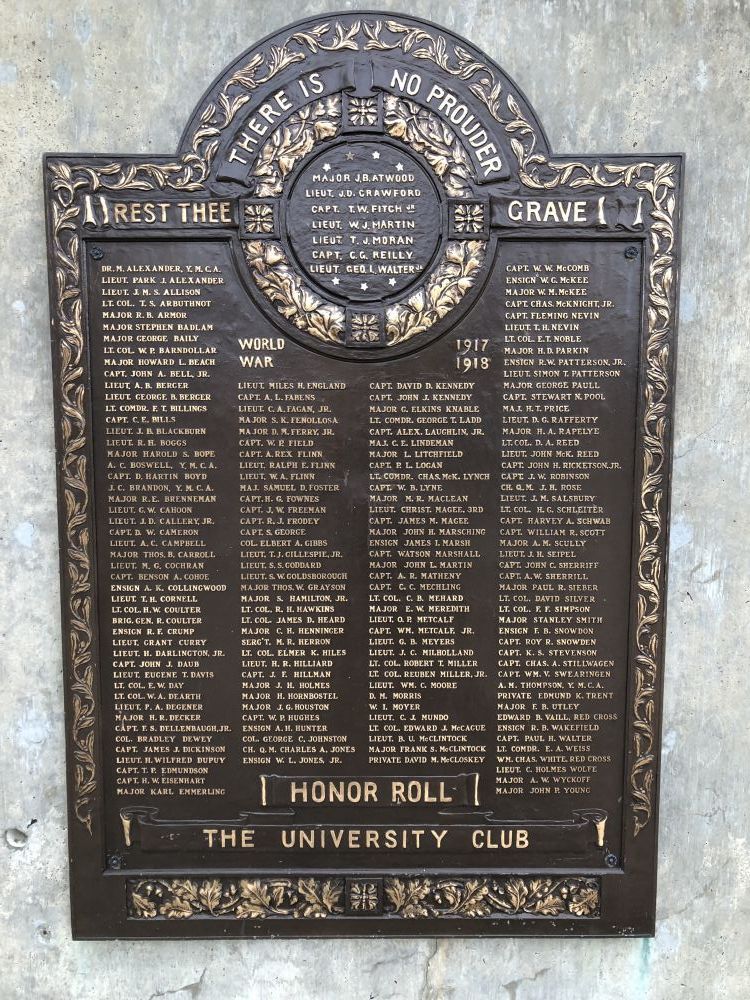 THERE IS NO PROUDER
REST THEE GRAVE
MAJOR J.B. ATWOOD
LIEUT. J.D. CRAWFORD
CAPT. T.W. FITCH JR
LIEUT. W.J. MARTIN
LIEUT. T.J. MORAN
CAPT. C.G. REILLY
LIEUT. GEO. L. WALTER JR.
WORLD WAR
1917
1918
DR. M. ALEXANDER, Y.M.C.A.
LIEUT. PARK J. ALEXANDER
LIEUT. J.M.S. ALLISON
LT. COL. T.S. ARBUTHNOT
MAJOR R.B. ARMOR
MAJOR STEPHEN BADLAM
MAJOR GEORGE BAILY
LT. COL. W.P. BARNDOLLAR
MAJOR HOWARD L. BEACH
CAPT. JOHN A. BELL, JR.
LIEUT. A.B. BERGER
LIEUT. GEORGE B. BERGER
LT. COMDR. F.T. BILLINGS
CAPT. C.E. BILLS
LIEUT. J.B. BLACKBURN
LIEUT. R.H. BOGGS
MAJOR HAROLD S. BOPE
A.C. BOSWELL, Y.M.C.A.
CAPT. D. HARTIN BOYD
J.C. BRANDON, Y.M.C.A.
MAJOR R.E. BRENNEMAN
LIEUT. G.W. CAHOON
LIEUT. J.D. CALLERY, JR.
CAPT. D.W. CAMERON
LIEUT. A.C. CAMPBELL
MAJOR THOS. B. CARROLL
LIEUT. M.G. COCHRAN
CAPT. BENSON A. COHOE
ENSIGN A.K. COLLINGWOOD
LIEUT. T.H. CORNELL
LT. COL. H.W. COULTER
BRIG. GEN. R. COULTER
ENSIGN R.F. CRUMP
LIEUT. GRANT CURRY
LIEUT. H. DARLINGTON, JR.
CAPT. JOHN J. DAUB
LIEUT. EUGENE T. DAVIS
LT. COL. E.W. DAY
LT. COL. W.A. DEARTH
LIEUT. P.A. DEGENER
MAJOR H.R. DECKER
CAPT. F.S. DELLENBAUGH, JR.
COL. BRADLEY DEWEY
CAPT. JAMES J. DICKINSON
LIEUT. H. WILFRED DUPUY
CAPT. T.P. EDMUNDSON
CAPT. H.W. EISENHART
MAJOR KARL EMMERLING
LIEUT. MILES H. ENGLAND
CAPT. A.L. FABENS
LIEUT. C.A. FAGAN, JR.
MAJOR S.K. FENOLLOSA
MAJOR D.M. FERRY, JR.
CAPT. W.P. FIELD
CAPT. A. REX FLINN
LIEUT. RALPH E. FLINN
LIEUT. W.A. FLINN
MAJ. SAMUEL D. FOSTER
CAPT. H.G. FOWNES
CAPT. J.W. FREEMAN
CAPT. R.J. FRODEY
CAPT. S. GEORGE
COL. ELBERT A. GIBBS
LIEUT. T.J. GILLESPIE, JR.
LIEUT. S.S. GODDARD
LIEUT. S.W. GOLDSBOROUGH
MAJOR THOS. W. GRAYSON
MAJOR S. HAMILTON, JR.
LT. COL. R.H. HAWKINS
LT. COL. JAMES D. HEARD
MAJOR C.H. HENNINGER
SERG'T. M.R. HERRON
LT. COL. ELMER K. HILES
LIEUT. H.R. HILLIARD
CAPT. J.F. HILLMAN
MAJOR J.H. HOLMES
MAJOR H. HORNBOSTEL
MAJOR J.G. HOUSTON
CAPT. W.P. HUGHES
ENSIGN A.H. HUNTER
COL. GEORGE C. JOHNSTON
CH. Q.M. CHARLES A. JONES
ENSIGN W.L. JONES, JR.
CAPT. DAVID D. KENNEDY
CAPT. JOHN J. KENNEDY
MAJOR G. ELKINS KNABLE
LT. COMDR. GEORGE T. LADD
CAPT. ALEX. LAUGHLIN, JR.
MAJ. C.E. LINDEMAN
MAJOR L. LITCHFIELD
CAPT. P.L. LOGAN
LT. COMDR. CHAS. McK. LYNCH
CAPT. W.B. LYNE
MAJOR M.R. MACLEAN
LIEUT. CHRIST. MAGEE, 3RD
CAPT. JAMES M. MAGEE
MAJOR JOHN H. MARSCHING
ENSIGN JAMES I. MARSH
CAPT. WATSON MARSHALL
MAJOR JOHN L. MARTIN
CAPT. A.R. MATHENY
CAPT. C.C. MECHLING
LT. COL. C.B. MEHARD
MAJOR E.W. MEREDITH
LIEUT. O.P. METCALF
CAPT. WM. METCALF, JR.
LIEUT. G.B. MEYERS
LIEUT. J.C. MILHOLLAND
LT. COL. ROBERT T. MILLER
LT. COL. REUBEN MILLER, JR.
LIEUT. WM. C. MOORE
D.M. MORRIS
W.I. MOYER
LIEUT. C.J. MUNDO
LT. COL. EDWARD J. McCAGUE
LIEUT. B.U. McCLINTOCK
MAJOR FRANK S. McCLINTOCK
PRIVATE DAVID M. McCLOSKEY
CAPT. W.W. McCOMB
ENSIGN W.G. McKEE
MAJOR W.M. McKEE
CAPT. CHAS. McKNIGHT, JR.
CAPT. FLEMING NEVIN
LIEUT. T.H. NEVIN
LT. COL. E.T. NOBLE
MAJOR H.D. PARKIN
ENSIGN R.W. PATTERSON, JR.
LIEUT. SIMON T. PATTERSON
MAJOR GEORGE PAULL
CAPT. STEWART N. POOL
MAJ. H.T. PRICE
LIEUT. D.G. RAFFERTY
MAJOR H.A. RAPELYE
LT. COL. D.A. REED
LIEUT. JOHN McK. REED
CAPT. JOHN H. RICKETSON, JR.
CAPT. J.W. ROBINSON
CH. Q.M. J.H. ROSE
LIEUT. J.M. SALSBURY
LT. COL. H.G. SCHLEITER
CAPT. HARVEY A. SCHWAB
CAPT. WILLIAM R. SCOTT
MAJOR A.M. SCULLY
LIEUT. J.H. SEIPEL
CAPT. JOHN C. SHERRIFF
CAPT. A.W. SHERRILL
MAJOR PAUL R. SIEBER
LT. COL. DAVID SILVER
LT. COL. F.F. SIMPSON
MAJOR STANLEY SMITH
ENSIGN F.B. SNOWDON
CAPT. ROY R. SNOWDEN
CAPT. K.S. STEVENSON
CAPT. CHAS. A. STILLWAGEN
CAPT. WM. V. SWEARINGEN
A.M. THOMPSON, Y.M.C.A.
PRIVATE EDMUND K. TRENT
MAJOR F.B. UTLEY
EDWARD B. VAILL, RED CROSS
ENSIGN R.B. WAKEFIELD
CAPT. PAUL H. WALTER
LT. COMDR. E.A. WEISS
WM. CHAS. WHITE, RED CROSS
LIEUT. C. HOLMES WOLFE
MAJOR A.W. WYCKOFF
MAJOR JOHN P. YOUNG
HONOR ROLL
THE UNIVERSITY CLUB